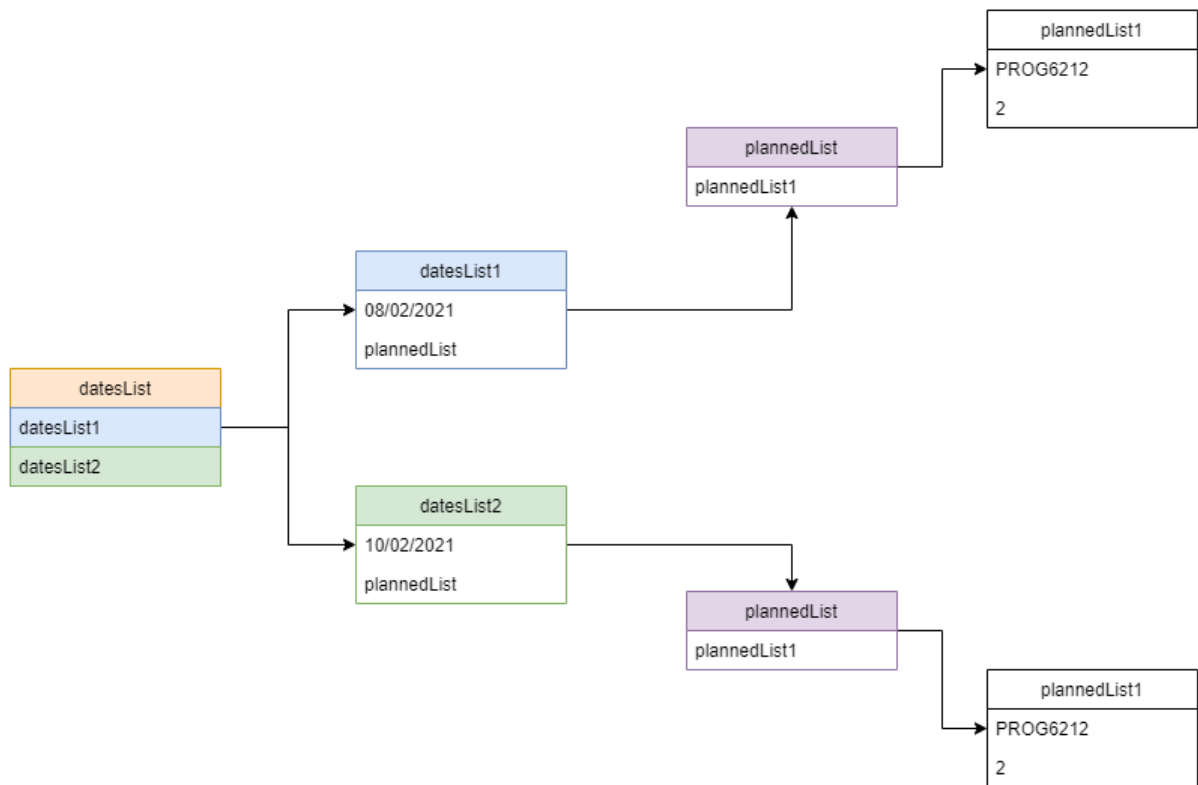 plannedList1
PROG6212
2
plannedList
plannedList1
datesList1
08/02/2021
plannedList
datesList
datesList1
datesList2
datesList2
10/02/2021
plannedList
plannedList
plannedList1
plannedList1
PROG6212
2